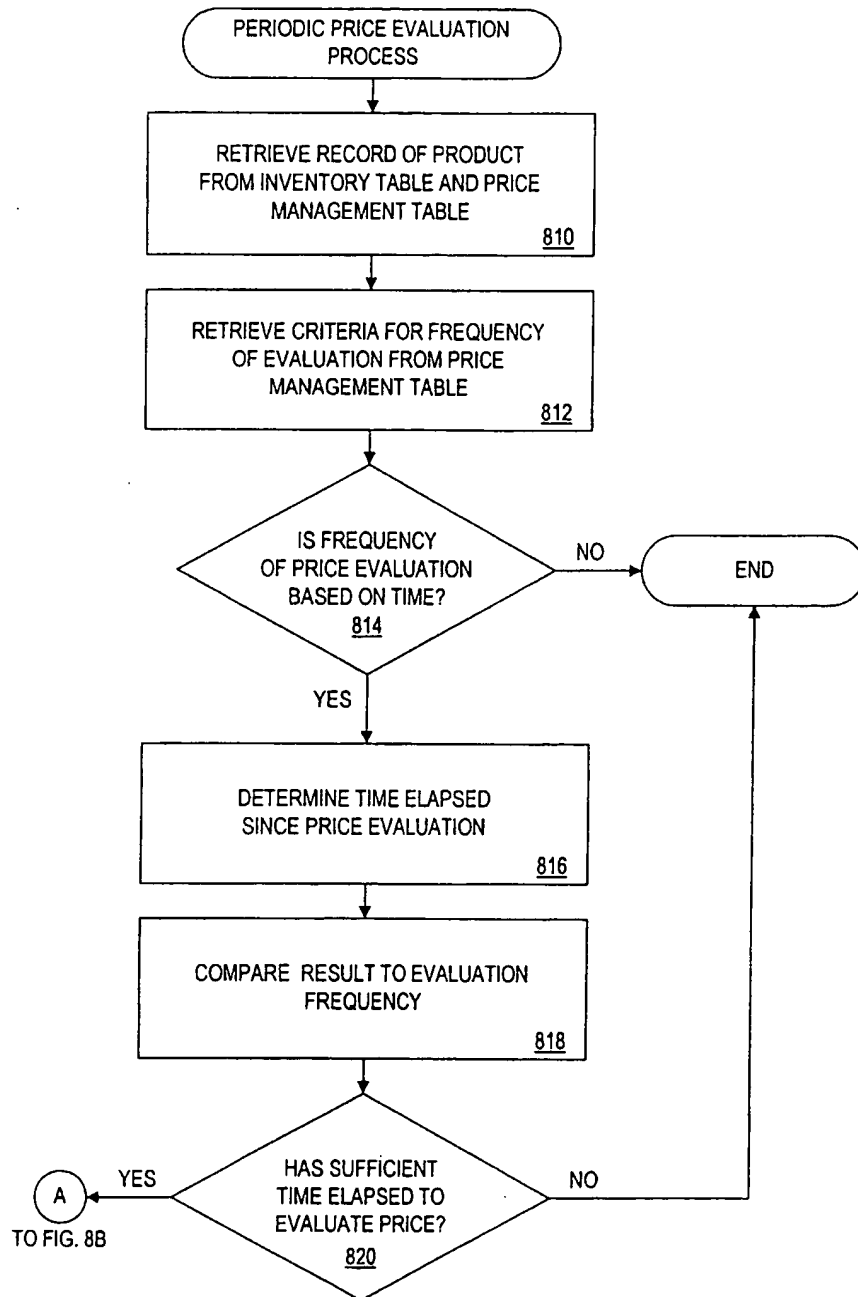 PERIODIC PRICE EVALUATION
PROCESS
RETRIEVE RECORD OF PRODUCT
FROM INVENTORY TABLE AND PRICE
MANAGEMENT TABLE
810
RETRIEVE CRITERIA FOR FREQUENCY
OF EVALUATION FROM PRICE
MANAGEMENT TABLE
812
IS FREQUENCY
OF PRICE EVALUATION
BASED ON TIME?
814
NO
END
YES
DETERMINE TIME ELAPSED
SINCE PRICE EVALUATION
816
COMPARE RESULT TO EVALUATION
FREQUENCY
818
HAS SUFFICIENT
TIME ELAPSED TO
EVALUATE PRICE?
820
YES
NO
A
TO FIG. 8B